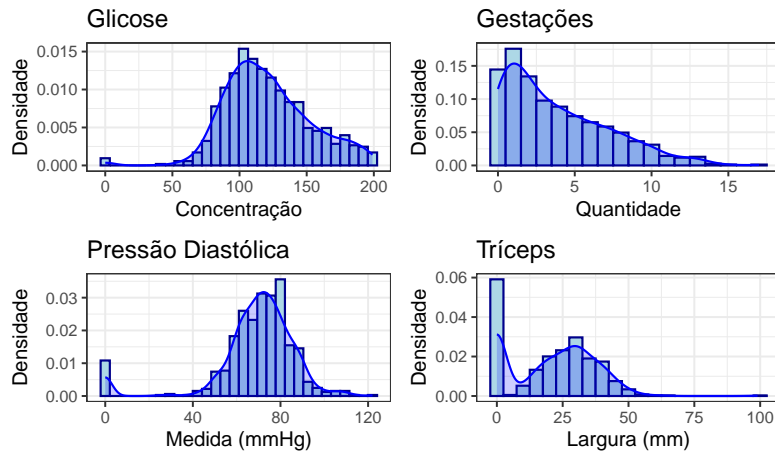 Glicose
Densidade
0.015
0.010
0.005
0.000
0 50 100 150 200
Concentração
Gestações
Densidade
0.15
0.10
0.05
0.00
0 5 10 15
Quantidade
Pressão Diastólica
Densidade
0.03
0.02
0.01
0.00
0 40 80 120
Medida (mmHg)
Tríceps
Densidade
0.06
0.04
0.02
0.00
0 25 50 75 100
Largura (mm)